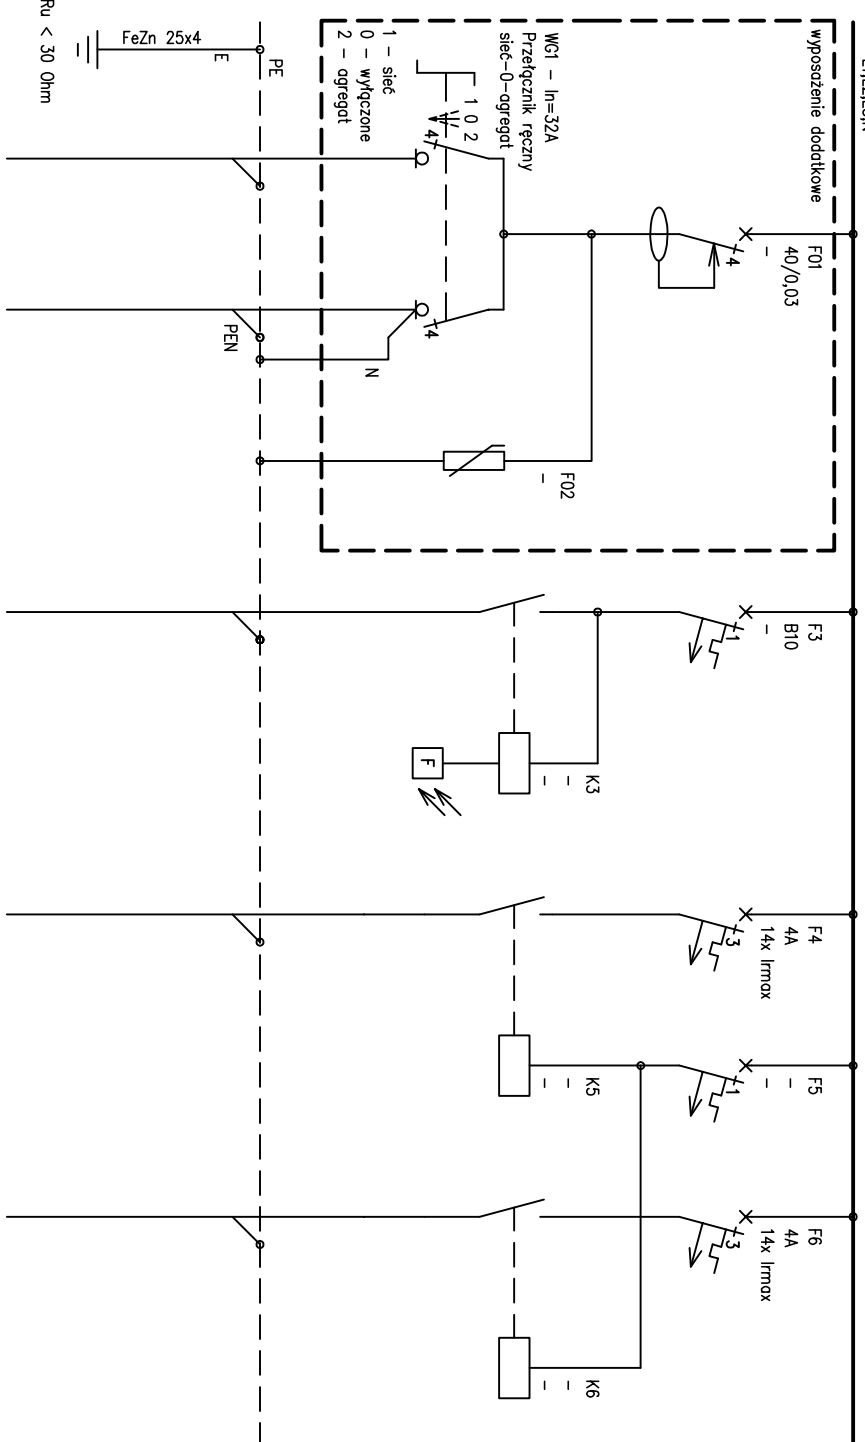 wyposażenie dodatkowe
F01
40/0,03
-
4
WG1 - In=32A
Przełącznik ręczny
sieć-0-agregat
1 0 2
4
4
1 - sieć
0 - wyłączone
2 - agregat
N
F02
-
PE
E
FeZn 25x4
Ru < 30 Ohm
PEN
F3
B10
-
1
K3
-
-
F
F4
4A
14x Irmax
3
F5
-
-
1
K5
-
-
F6
4A
14x Irmax
3
K6
-
-